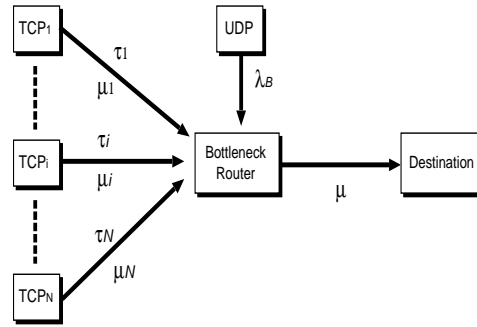 TCP1
UDP
τ1
μ1
λB
TCPi
τi
μi
Bottleneck
Router
μ
Destination
τN
μN
TCPN